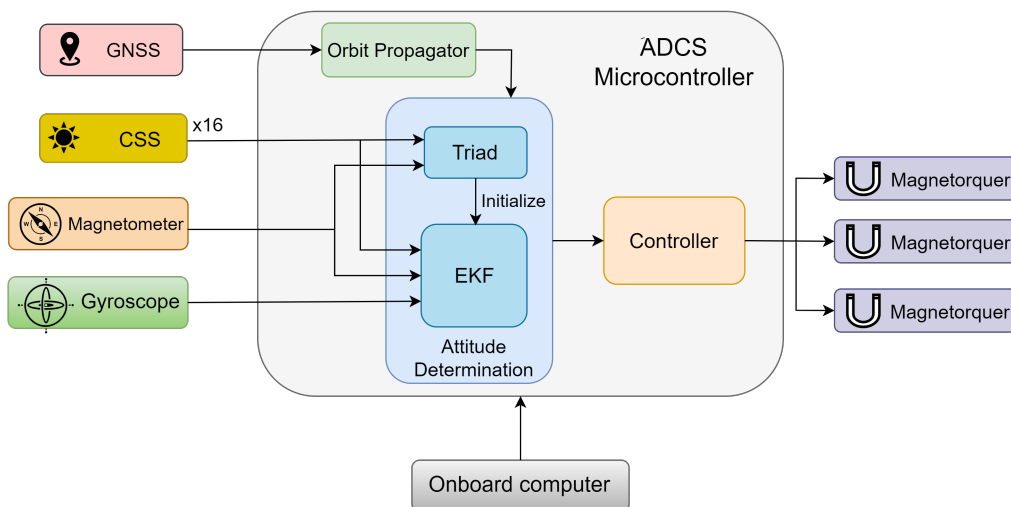 GNSS
Orbit Propagator
ADCS
Microcontroller
x16
CSS
Triad
Initialize
Magnetometer
N
W
E
S
EKF
Gyroscope
Attitude
Determination
Controller
Magnetorquer
Magnetorquer
Magnetorquer
Onboard computer